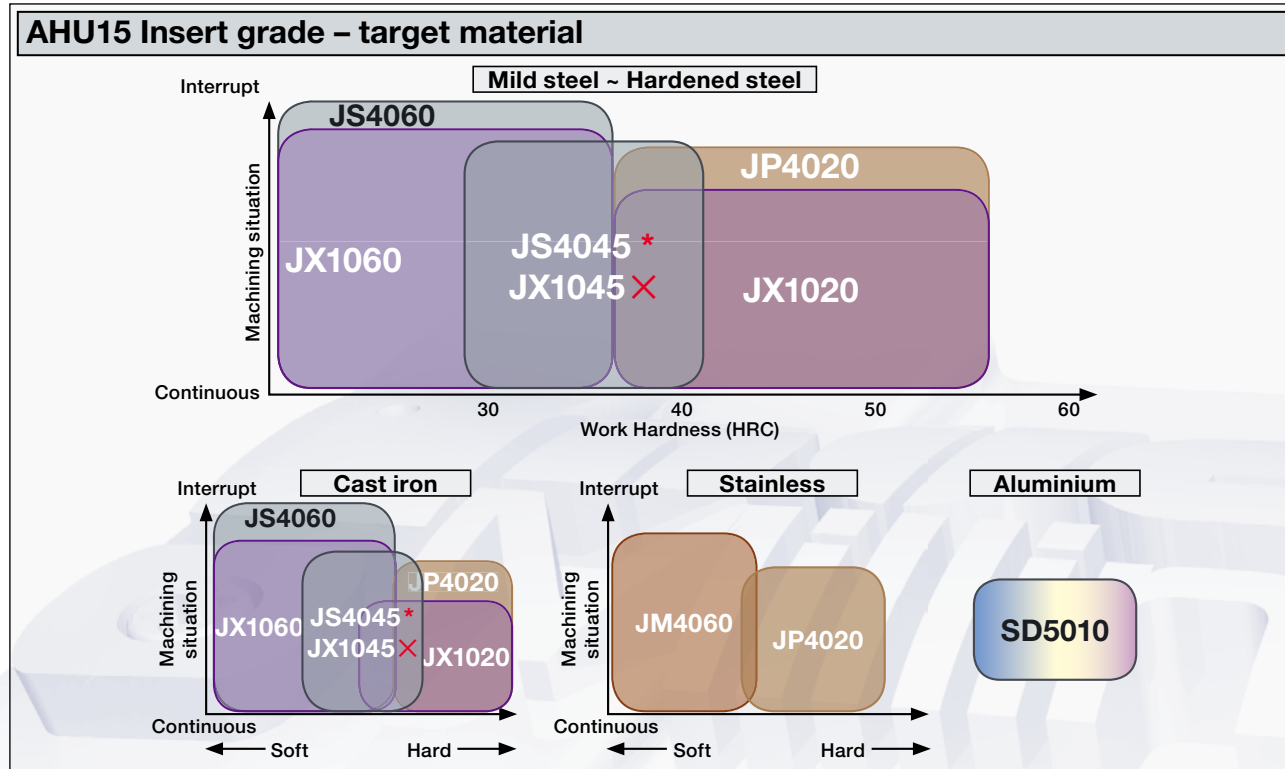 AHU15 Insert grade – target material
Mild steel ~ Hardened steel
Interrupt
JS4060
JP4020
Machining situation
JS4045 *
JX1060
JX1045 ×
JX1020
Continuous
30 40 50 60
Work Hardness (HRC)
Cast iron
Interrupt
JS4060
JP4020
Machining
situation
JS4045 *
JX1060
JX1045 ×
JX1020
Continuous
Soft Hard
Stainless
Interrupt
Machining
situation
JM4060
JP4020
Continuous
Soft Hard
Aluminium
SD5010